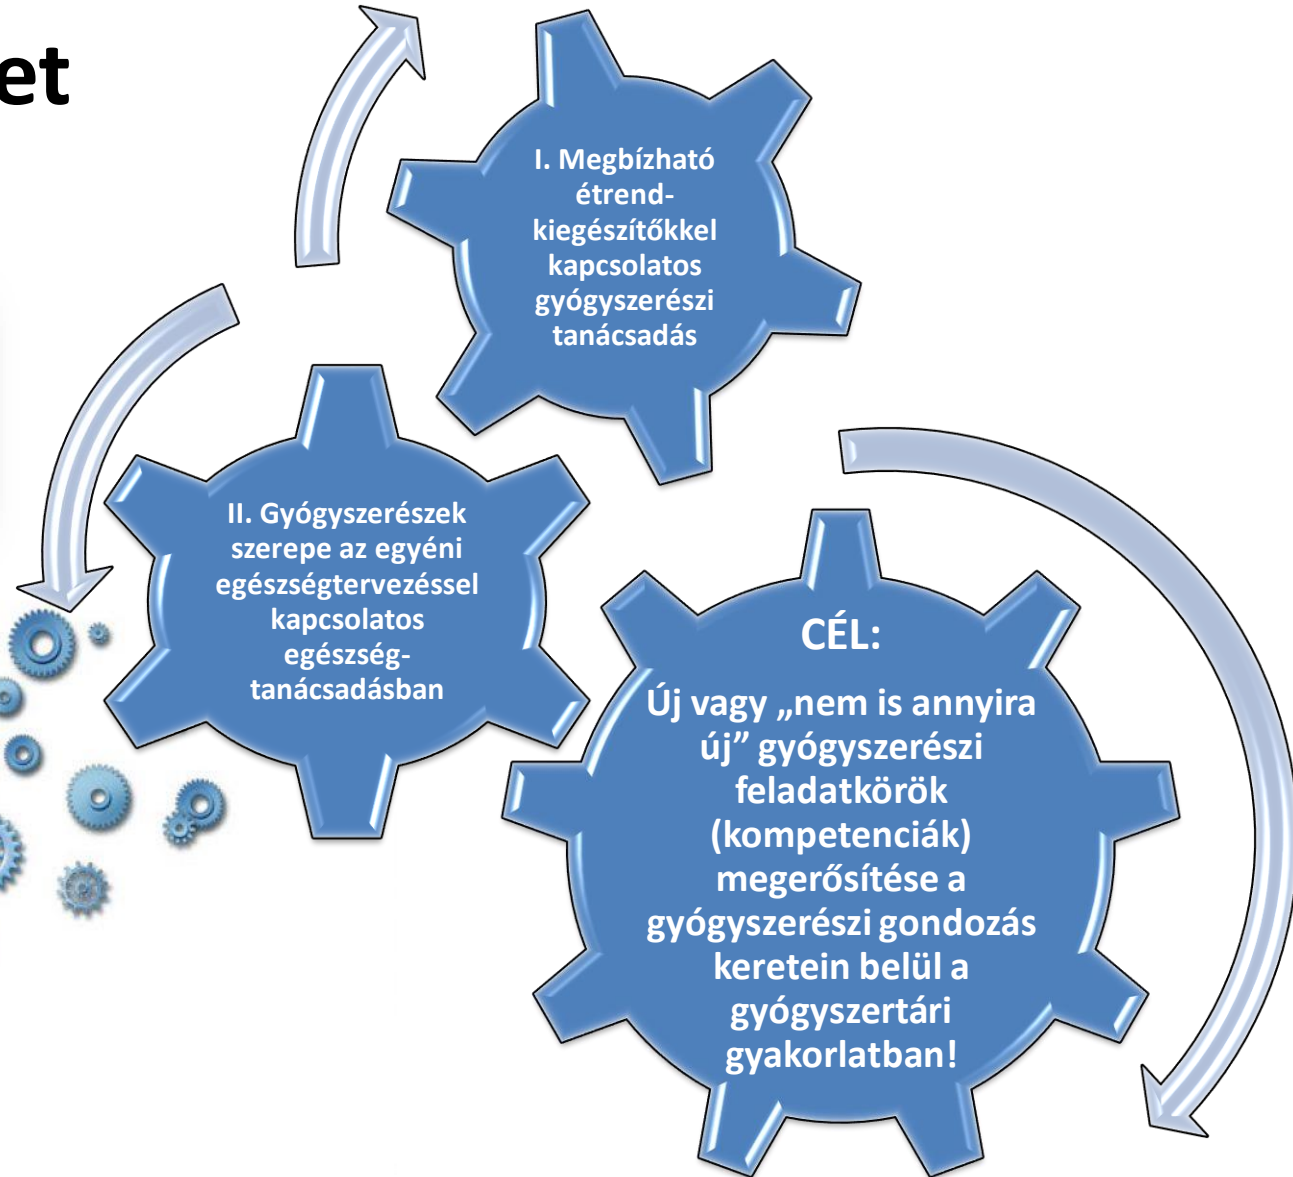 et
I. Megbízható
étrend-
kiegészítőkkel
kapcsolatos
gyógyszerészi
tanácsadás
II. Gyógyszerészek
szerepe az egyéni
egészségtervezéssel
kapcsolatos
egészség-
tanácsadásban
CÉL:
Új vagy „nem is annyira
új” gyógyszerészi
feladatkörök
(kompetenciák)
megerősítése a
gyógyszerészi gondozás
keretein belül a
gyógyszertári
gyakorlatban!